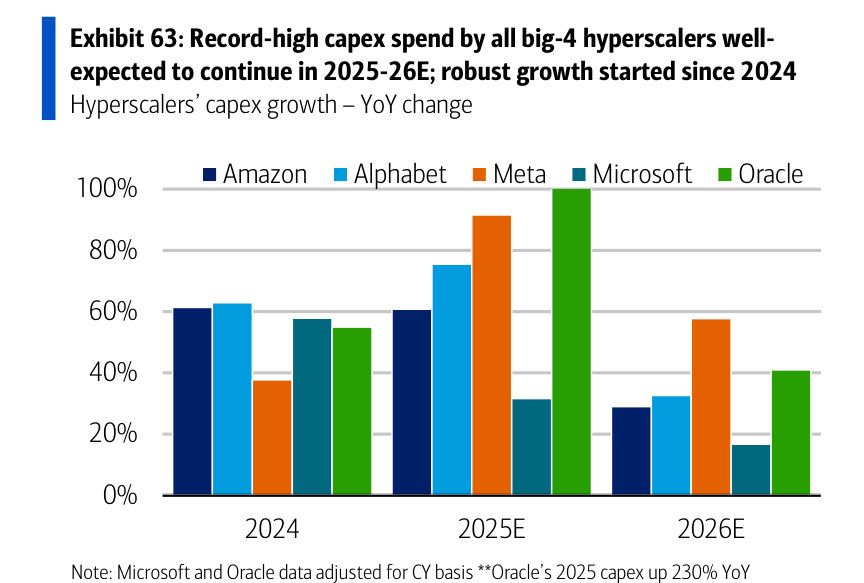 Exhibit 63: Record-high capex spend by all big-4 hyperscalers well-
expected to continue in 2025-26E; robust growth started since 2024
Hyperscalers’ capex growth – YoY change
Amazon Alphabet Meta Microsoft Oracle
100%
80%
60%
40%
20%
0%
2024 2025E 2026E
Note: Microsoft and Oracle data adjusted for CY basis **Oracle’s 2025 capex up 230% YoY